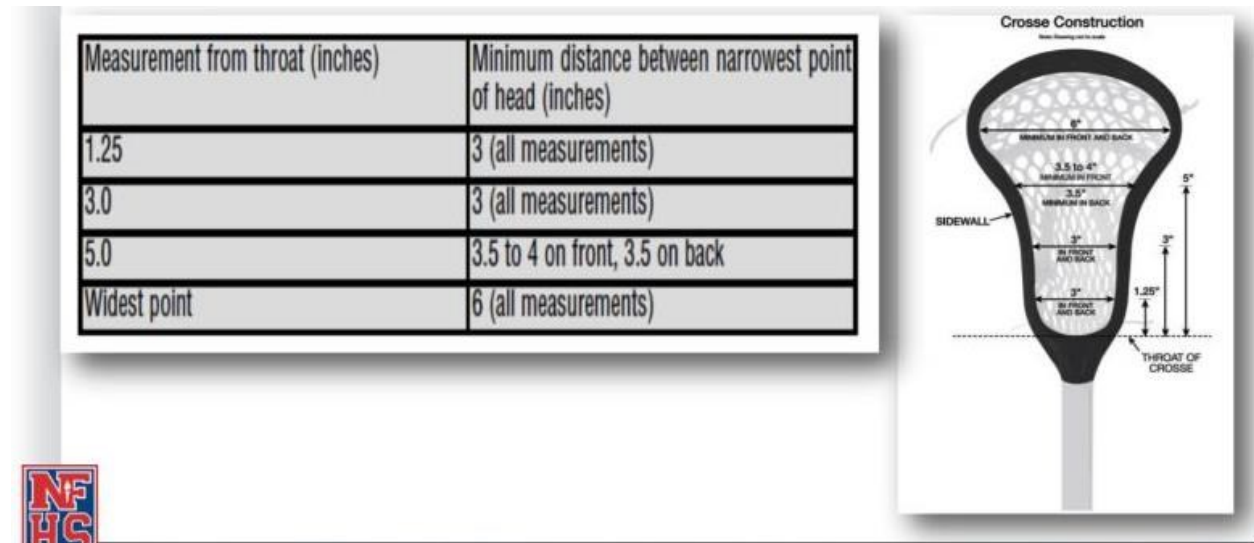 Measurement from throat (inches)
Minimum distance between narrowest point
of head (inches)
1.25
3 (all measurements)
3.0
3 (all measurements)
5.0
3.5 to 4 on front, 3.5 on back
Widest point
6 (all measurements)
Crosse Construction
6"
MINIMUM IN FRONT AND BACK
3.5 to 4"
MINIMUM IN FRONT
3.5"
MINIMUM IN BACK
5"
SIDEWALL
3"
IN FRONT
AND BACK
3"
3"
IN FRONT
AND BACK
1.25"
THROAT OF
CROSSE
NF
HS